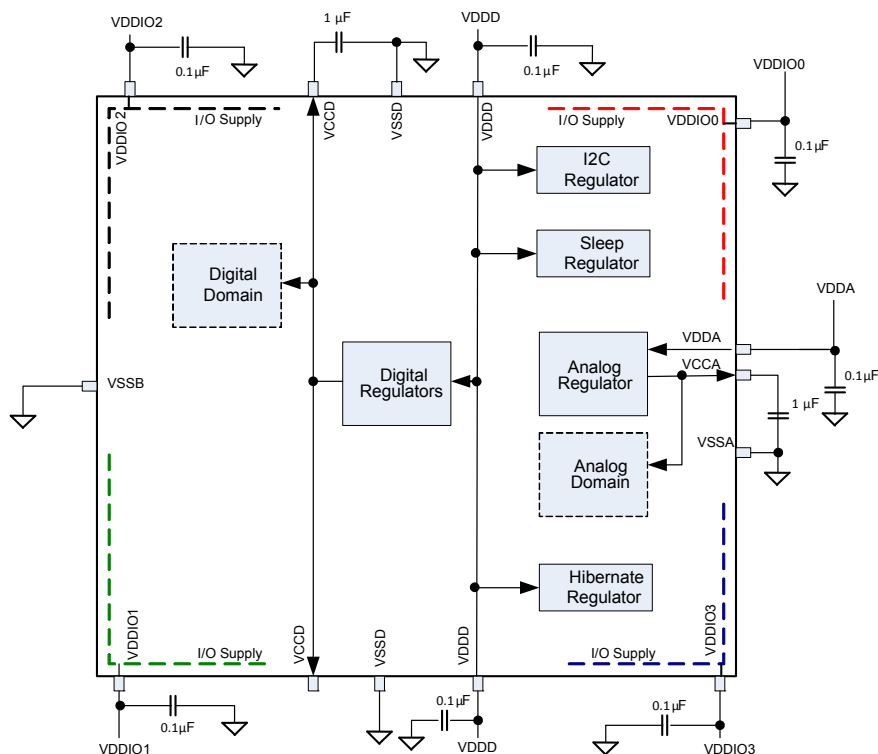 VDDIO2
0.1µF
1 µF
VDDD
0.1µF
VDDIO0
0.1µF
VDDIO2
I/O Supply
VCCD
VSSD
VDDD
I/O Supply
VDDIO0
I2C
Regulator
Sleep
Regulator
Digital
Domain
VDDA
VDDA
Analog
Regulator
VCCA
Digital
Regulators
VSSB
0.1µF
1 µF
VSSA
Analog
Domain
Hibernate
Regulator
VDDIO1
I/O Supply
VCCD
VSSD
VDDD
I/O Supply
VDDIO3
0.1µF
0.1µF
0.1µF
VDDIO1
VDDD
VDDIO3